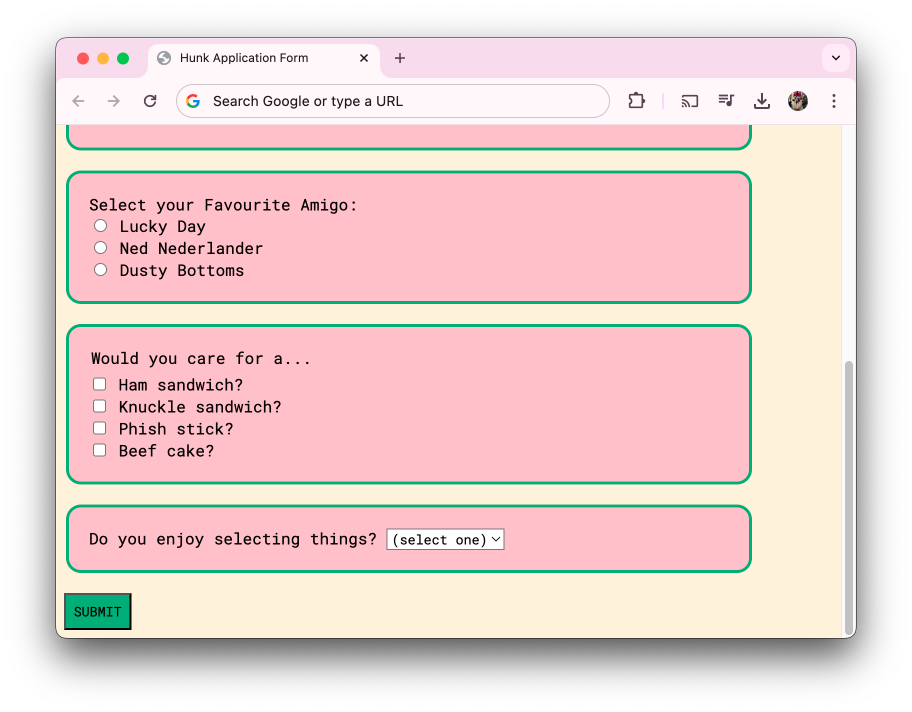 Hunk Application Form
Search Google or type a URL
Select your Favourite Amigo:
Lucky Day
Ned Nederlander
Dusty Bottoms
Would you care for a...
Ham sandwich?
Knuckle sandwich?
Phish stick?
Beef cake?
Do you enjoy selecting things? (select one)
SUBMIT